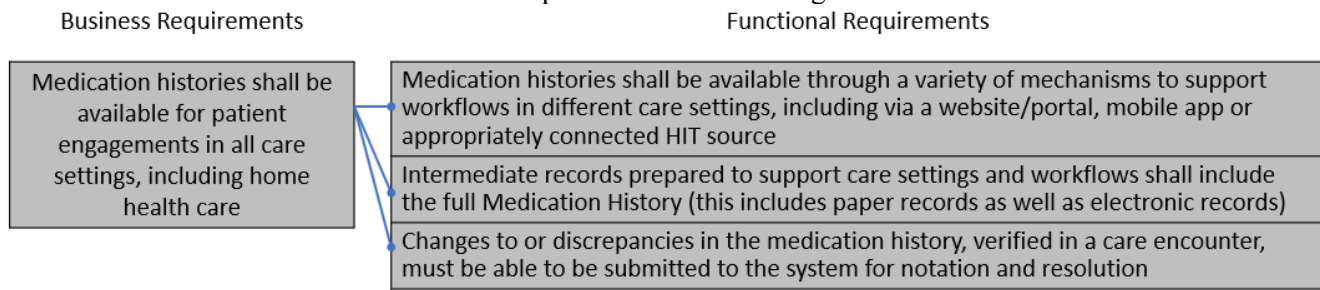 Business Requirements
Functional Requirements
Medication histories shall be
available for patient
engagements in all care
settings, including home
health care
Medication histories shall be available through a variety of mechanisms to support
workflows in different care settings, including via a website/portal, mobile app or
appropriately connected HIT source
Intermediate records prepared to support care settings and workflows shall include
the full Medication History (this includes paper records as well as electronic records)
Changes to or discrepancies in the medication history, verified in a care encounter,
must be able to be submitted to the system for notation and resolution